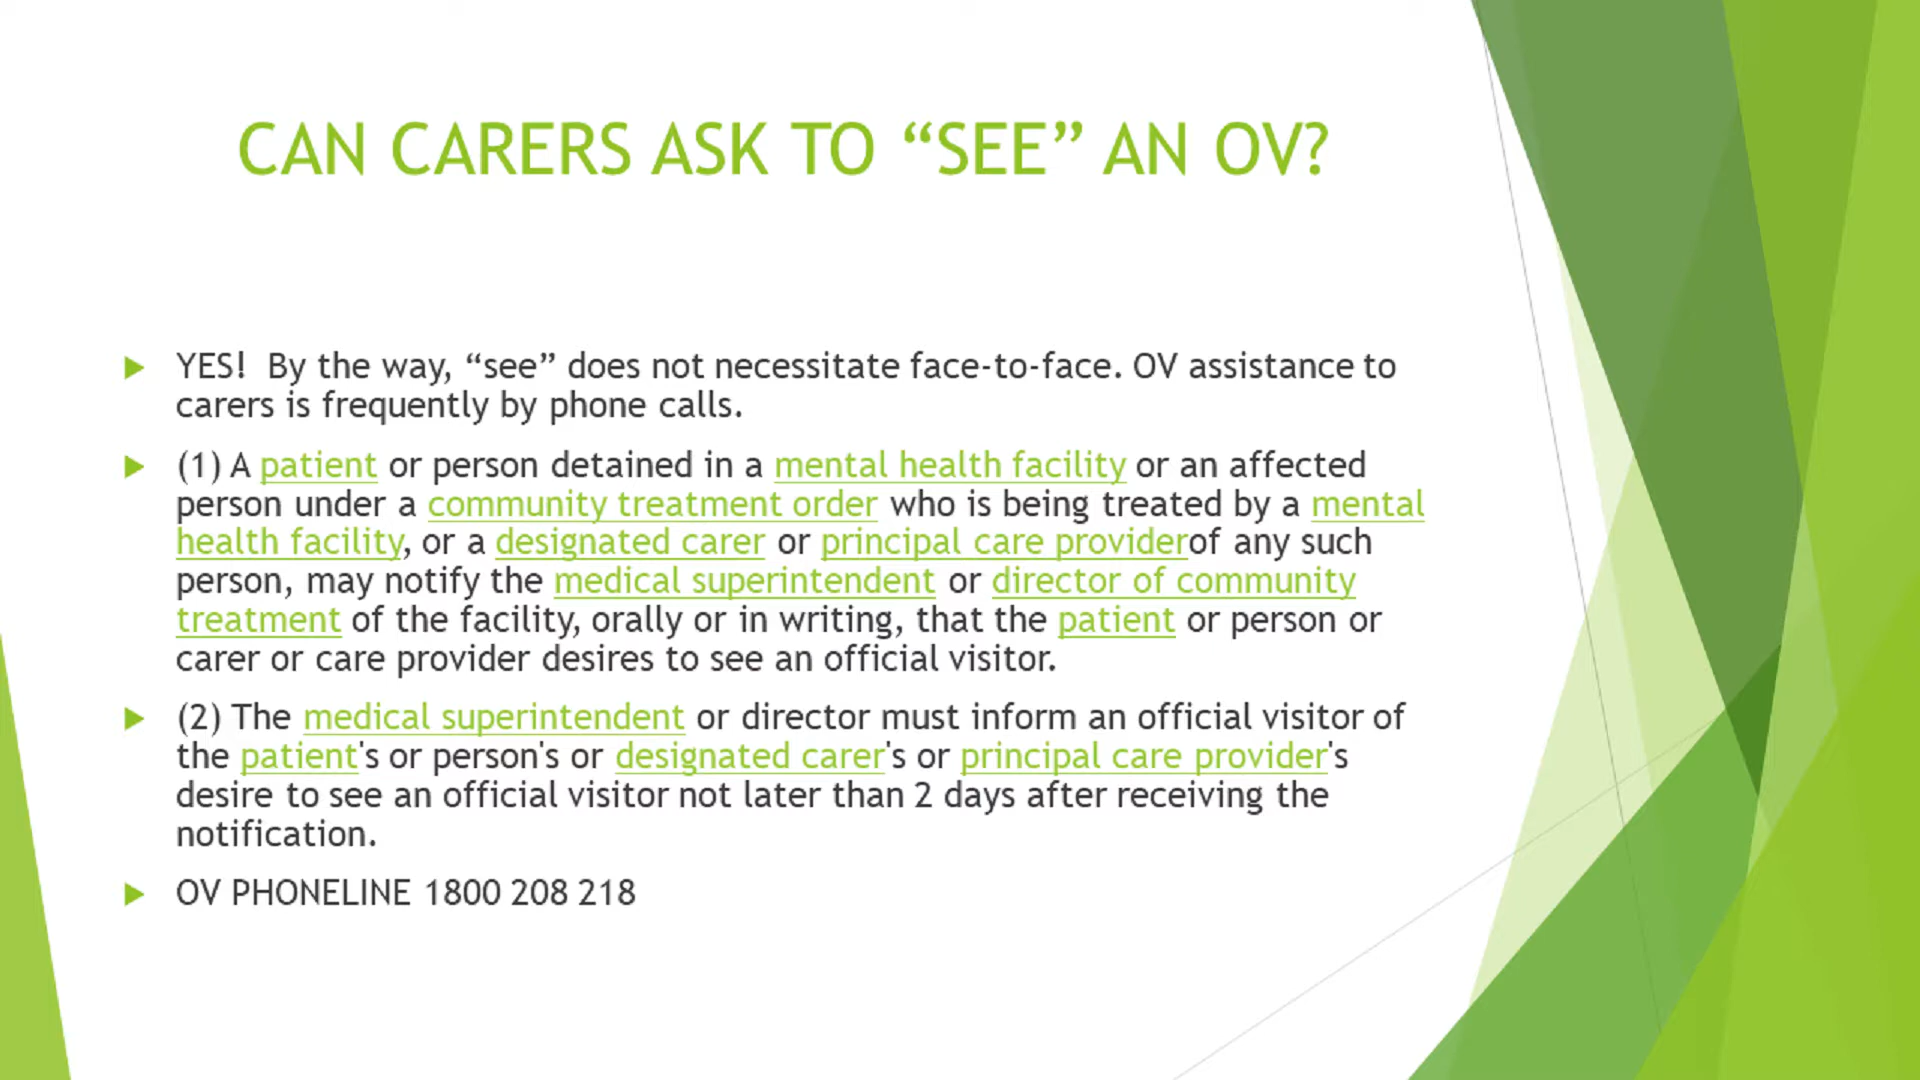 CAN CARERS ASK TO “SEE” AN OV?
YES!  By the way, “see” does not necessitate face-to-face. OV assistance to
carers is frequently by phone calls.
(1) A patient or person detained in a mental health facility or an affected
person under a community treatment order who is being treated by a mental
health facility, or a designated carer or principal care providerof any such
person, may notify the medical superintendent or director of community
treatment of the facility, orally or in writing, that the patient or person or
carer or care provider desires to see an official visitor.
(2) The medical superintendent or director must inform an official visitor of
the patient's or person's or designated carer's or principal care provider's
desire to see an official visitor not later than 2 days after receiving the
notification.
OV PHONELINE 1800 208 218